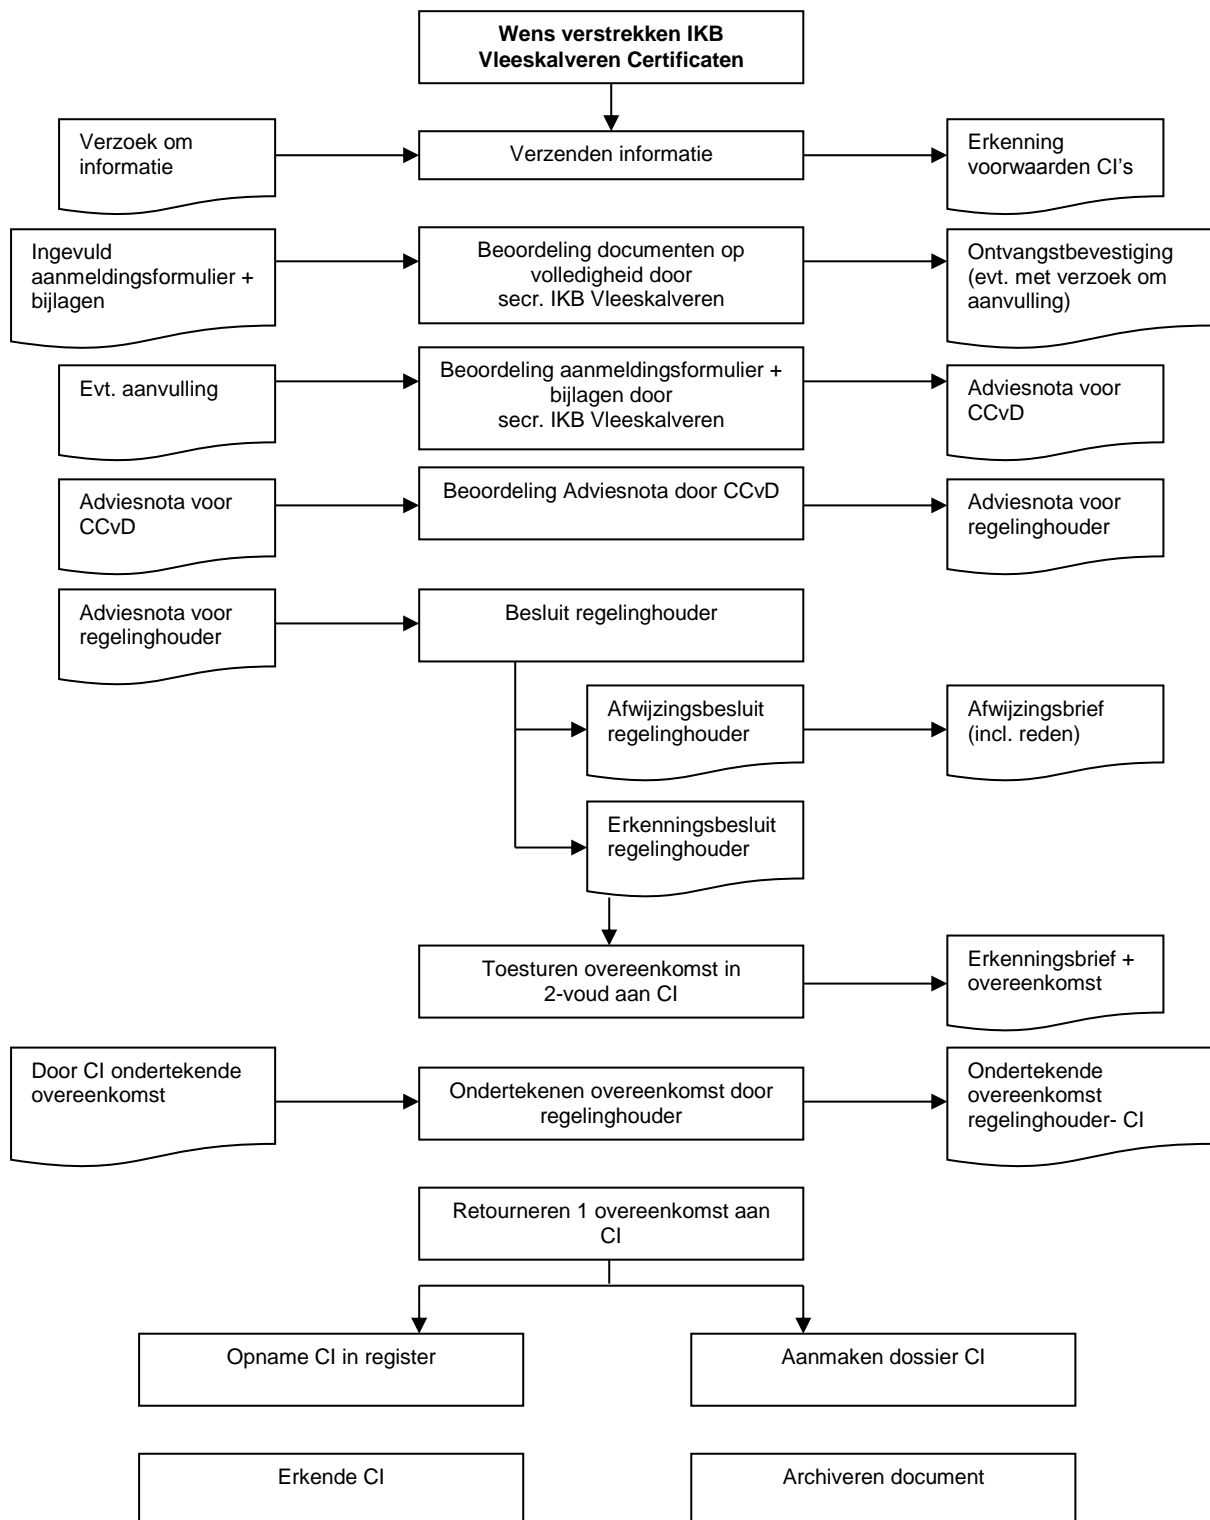 Wens verstrekken IKB
Vleeskalveren Certificaten
Verzoek om
informatie
Verzenden informatie
Erkenning
voorwaarden CI's
Ingevuld
aanmeldingsformulier +
bijlagen
Beoordeling documenten op
volledigheid door
secr. IKB Vleeskalveren
Ontvangstbevestiging
(evt. met verzoek om
aanvulling)
Evt. aanvulling
Beoordeling aanmeldingsformulier +
bijlagen door
secr. IKB Vleeskalveren
Adviesnota voor
CCvD
Adviesnota voor
CCvD
Beoordeling Adviesnota door CCvD
Adviesnota voor
regelinghouder
Adviesnota voor
regelinghouder
Besluit regelinghouder
Afwijzingsbesluit
regelinghouder
Afwijzingsbrief
(incl. reden)
Erkenningsbesluit
regelinghouder
Toesturen overeenkomst in
2-voud aan CI
Erkenningsbrief +
overeenkomst
Door CI ondertekende
overeenkomst
Ondertekenen overeenkomst door
regelinghouder
Ondertekende
overeenkomst
regelinghouder- CI
Retourneren 1 overeenkomst aan
CI
Opname CI in register
Aanmaken dossier CI
Erkende CI
Archiveren document